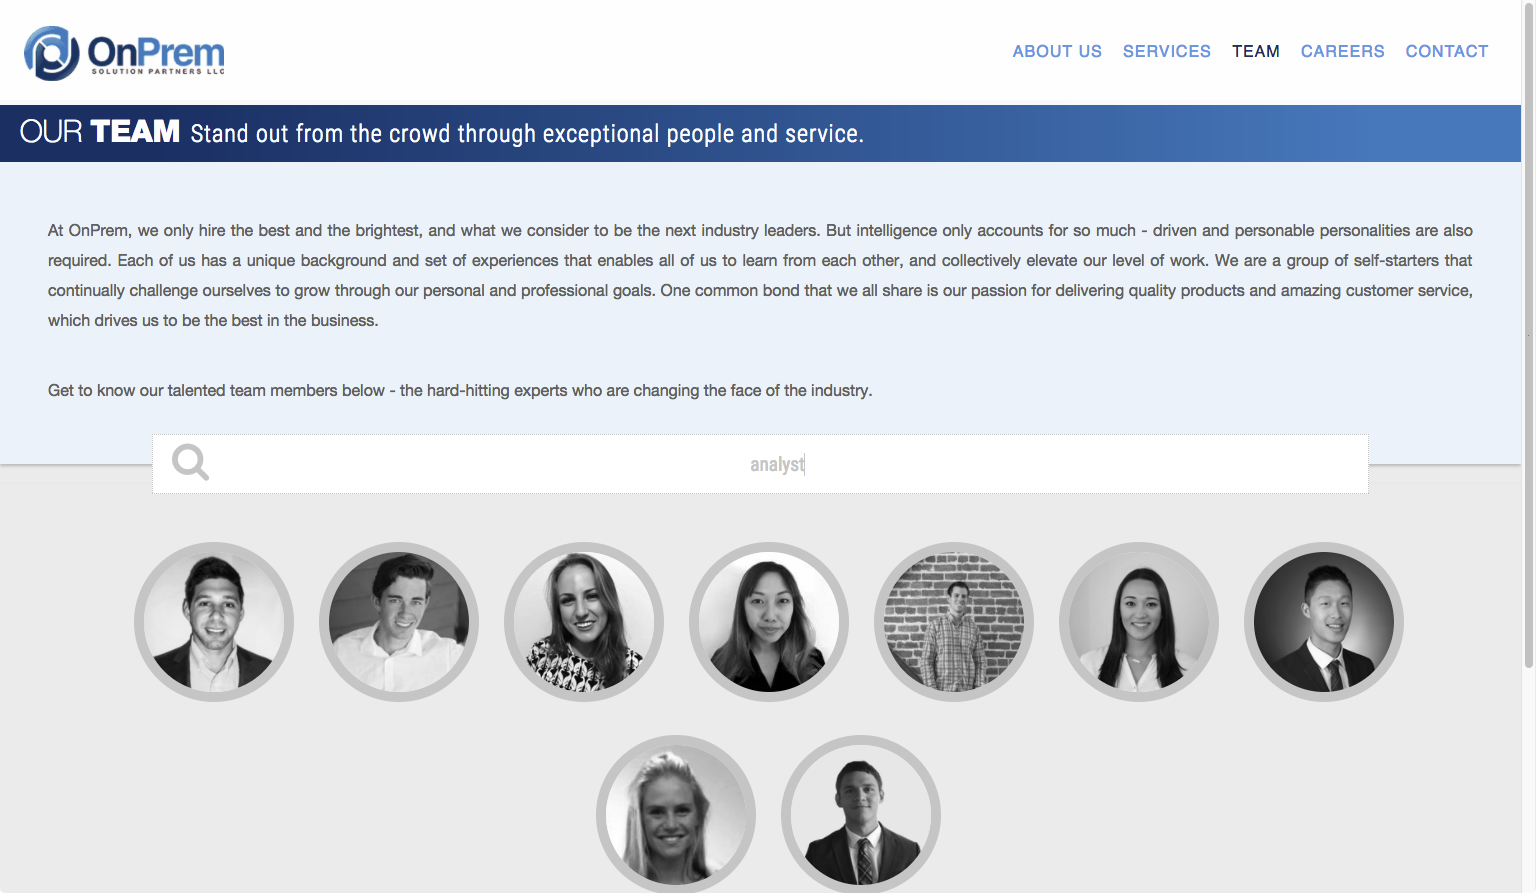 OnPrem
SOLUTION PARTNERS LLC
ABOUT US SERVICES TEAM CAREERS CONTACT
OUR TEAM Stand out from the crowd through exceptional people and service.
At OnPrem, we only hire the best and the brightest, and what we consider to be the next industry leaders. But intelligence only accounts for so much - driven and personable personalities are also
required. Each of us has a unique background and set of experiences that enables all of us to learn from each other, and collectively elevate our level of work. We are a group of self-starters that
continually challenge ourselves to grow through our personal and professional goals. One common bond that we all share is our passion for delivering quality products and amazing customer service,
which drives us to be the best in the business.
Get to know our talented team members below - the hard-hitting experts who are changing the face of the industry.
analyst